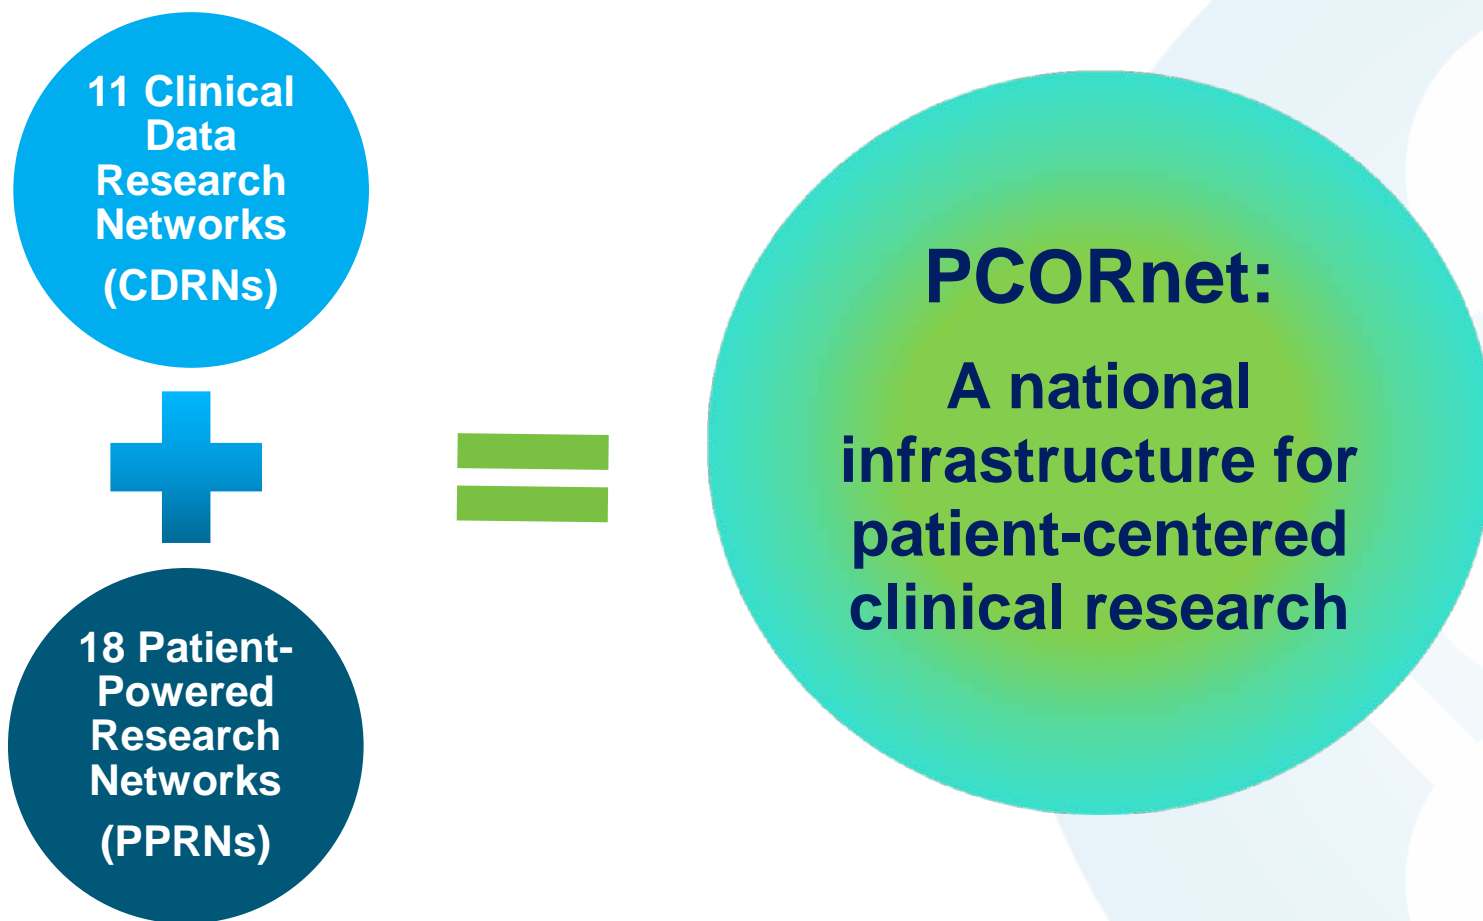 11 Clinical
Data
Research
Networks
(CDRNs)
18 Patient-
Powered
Research
Networks
(PPRNs)
PCORnet:
A national
infrastructure for
patient-centered
clinical research